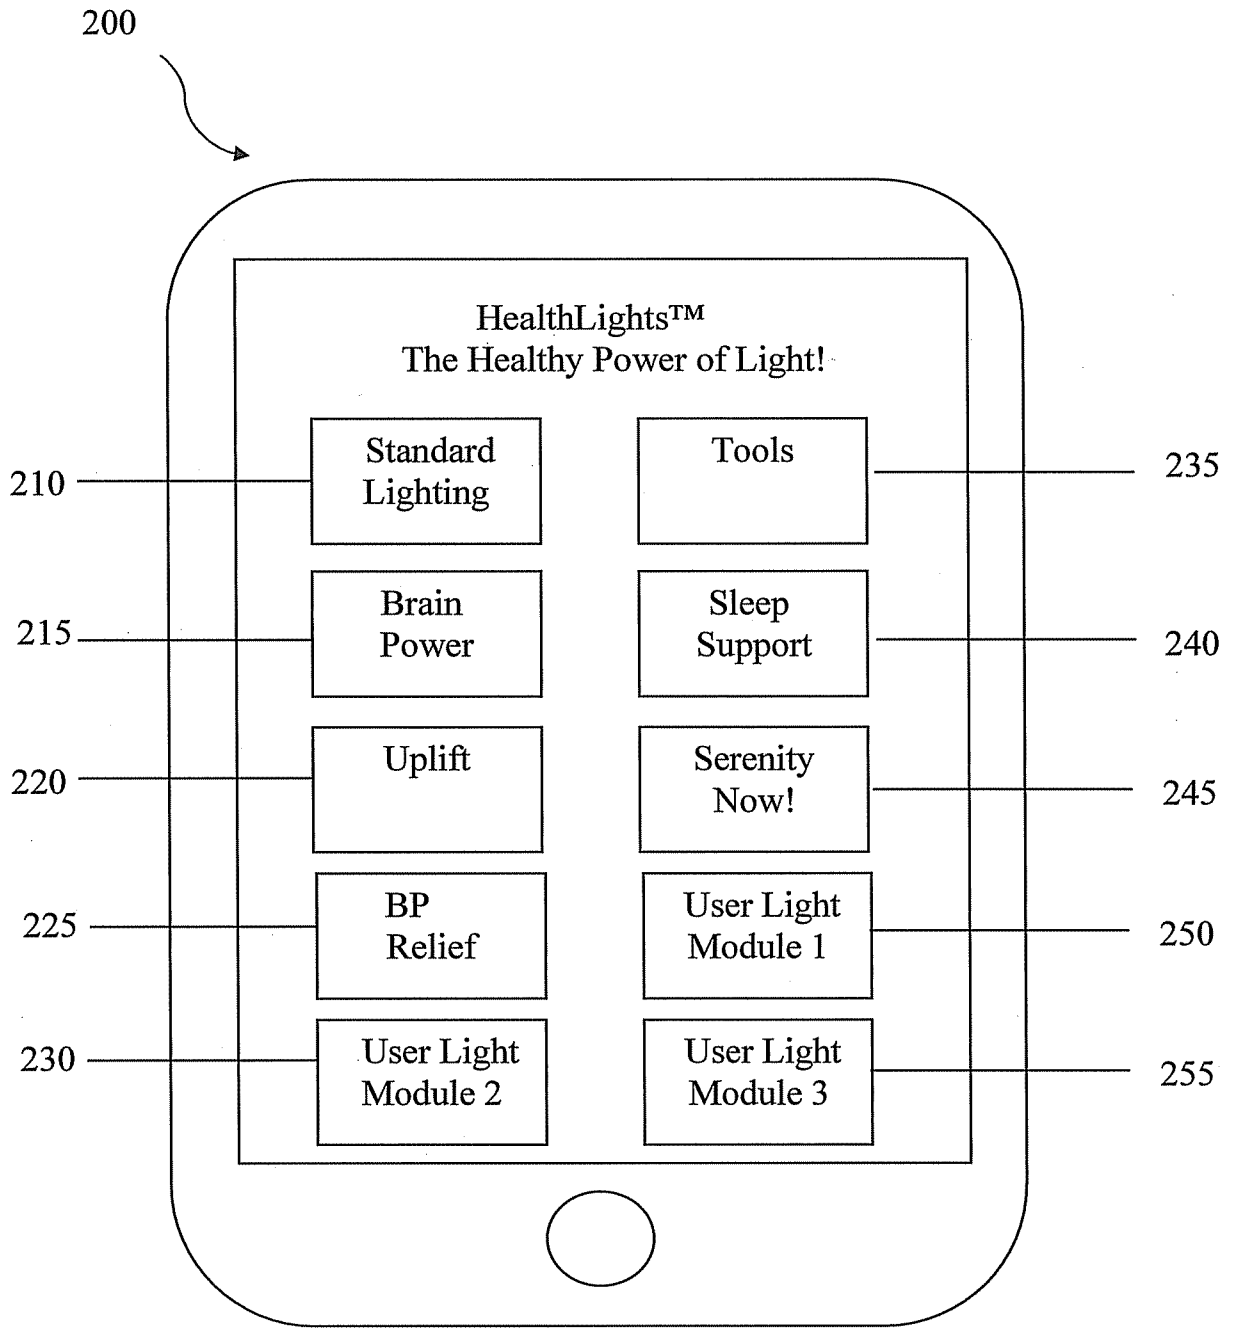 200
HealthLights™
The Healthy Power of Light!
Standard
Lighting
Tools
210
235
Brain
Power
Sleep
Support
215
240
Uplift
Serenity
Now!
220
245
BP
Relief
User Light
Module 1
225
250
User Light
Module 2
User Light
Module 3
230
255